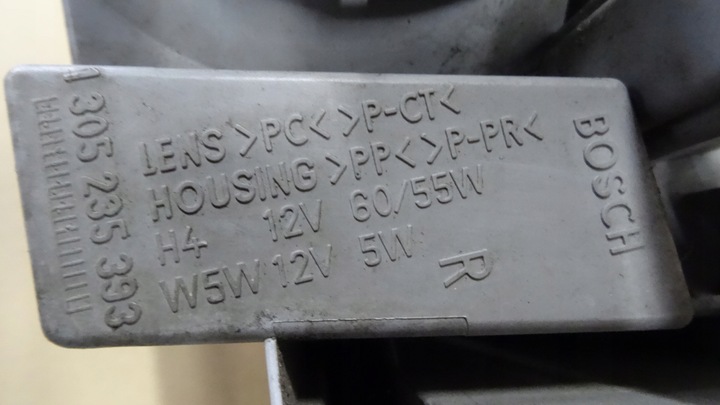 1 305 235 393
LENS >PC< >P-CT<
HOUSING >PP< >P-PR<
H4 12V 60/55W
W5W 12V 5W
R
BOSCH